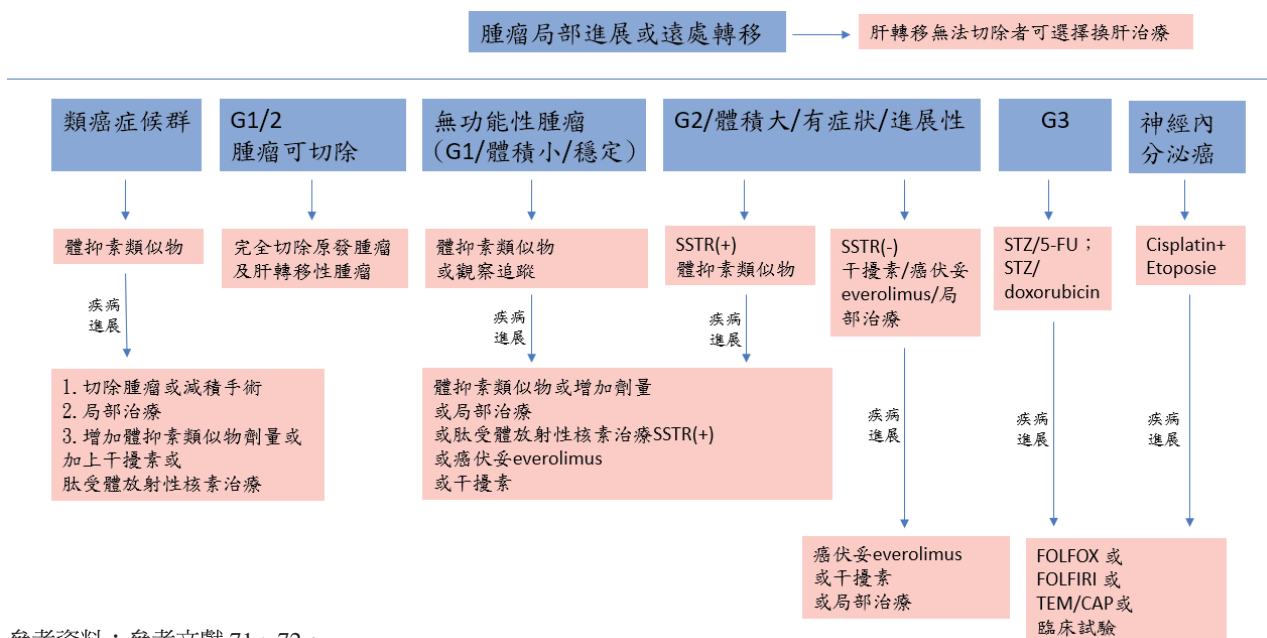 腫瘤局部進展或遠處轉移
肝轉移無法切除者可選擇換肝治療
類癌症候群
G1/2
腫瘤可切除
無功能性腫瘤
（G1/體積小/穩定）
G2/體積大/有症狀/進展性
G3
神經內
分泌癌
體抑素類似物
完全切除原發腫瘤
及肝轉移性腫瘤
體抑素類似物
或觀察追蹤
SSTR(+)
體抑素類似物
SSTR(-)
干擾素/癌伏妥
everolimus/局
部治療
STZ/5-FU；
STZ/
doxorubicin
Cisplatin+
Etoposie
疾病
進展
疾病
進展
疾病
進展
1. 切除腫瘤或減積手術
2. 局部治療
3. 增加體抑素類似物劑量或
加上干擾素或
肽受體放射性核素治療
體抑素類似物或增加劑量
或局部治療
或肽受體放射性核素治療SSTR(+)
或癌伏妥everolimus
或干擾素
疾病
進展
疾病
進展
疾病
進展
癌伏妥everolimus
或干擾素
或局部治療
FOLFOX 或
FOLFIRI 或
TEM/CAP或
臨床試驗
參考資料：參考文獻 71、72。